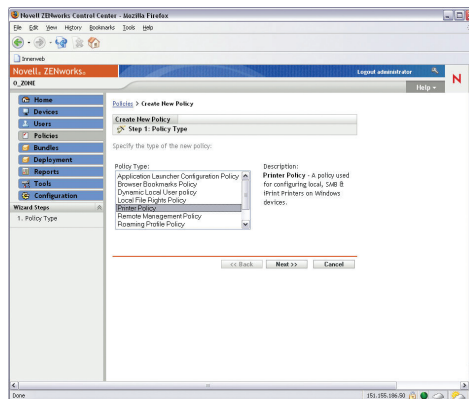 Novell ZENworks Control Center - Mozilla Firefox
File Edit View History Bookmarks Tools Help
Innerweb
Novell® ZENworks®
Logout administrator
0_ZONE
Help
N
Home
Devices
Users
Policies
Bundles
Deployment
Reports
Tools
Configuration
Wizard Steps
1. Policy Type
Policies > Create New Policy
Create New Policy
Step 1: Policy Type
Specify the type of the new policy:
Policy Type:
Application Launcher Configuration Policy
Browser Bookmarks Policy
Dynamic Local User policy
Local File Rights Policy
Printer Policy
Remote Management Policy
Roaming Profile Policy
Description:
Printer Policy - A policy used
for configuring local, SMB &
iPrint Printers on Windows
devices.
<< Back
Next >>
Cancel
Done
151.155.186.50